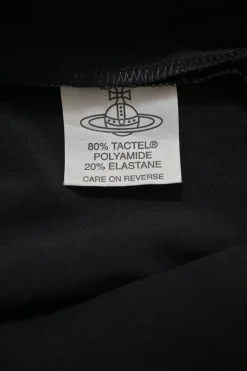 80% TACTEL®
POLYAMIDE
20% ELASTANE
CARE ON REVERSE